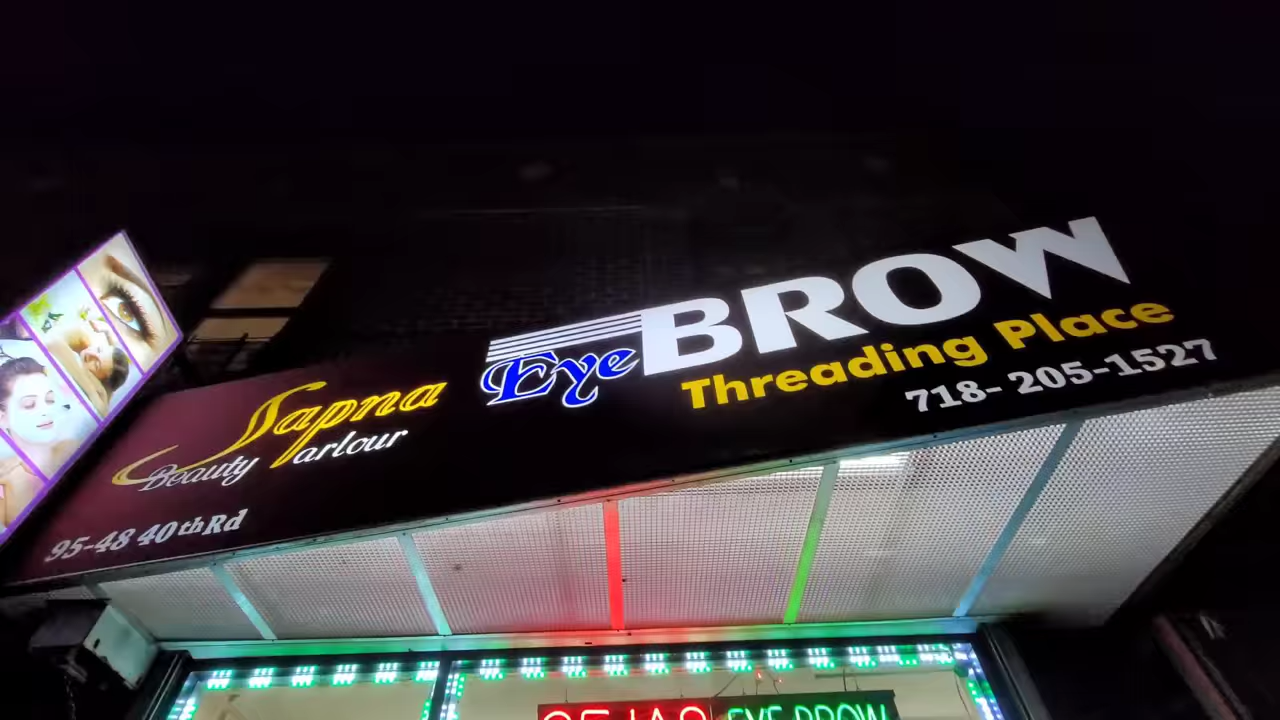 Sapna
Beauty Parlour
95-48 40th Rd
Eye BROW
Threading Place
718-205-1527
EYE BROW